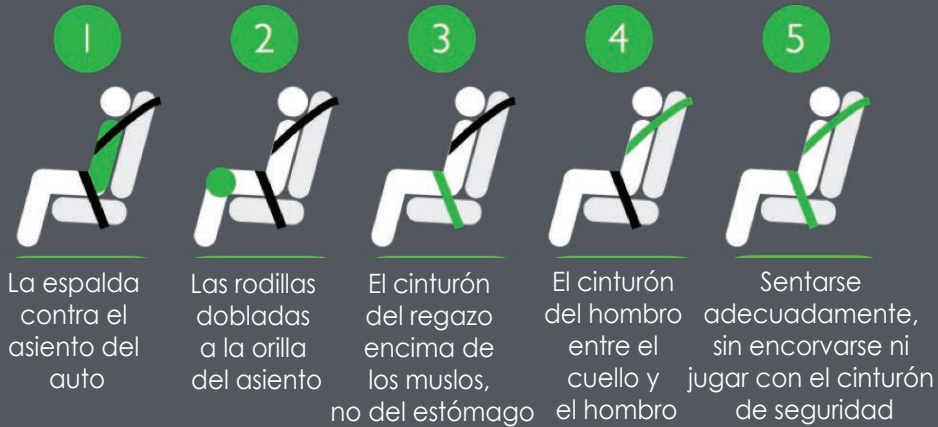 1
La espalda
contra el
asiento del
auto
2
Las rodillas
dobladas
a la orilla
del asiento
3
El cinturón
del regazo
encima de
los muslos,
no del estómago
4
El cinturón
del hombro
entre el
cuello y
el hombro
5
Sentarse
adecuadamente,
sin encorvarse ni
jugar con el cinturón
de seguridad